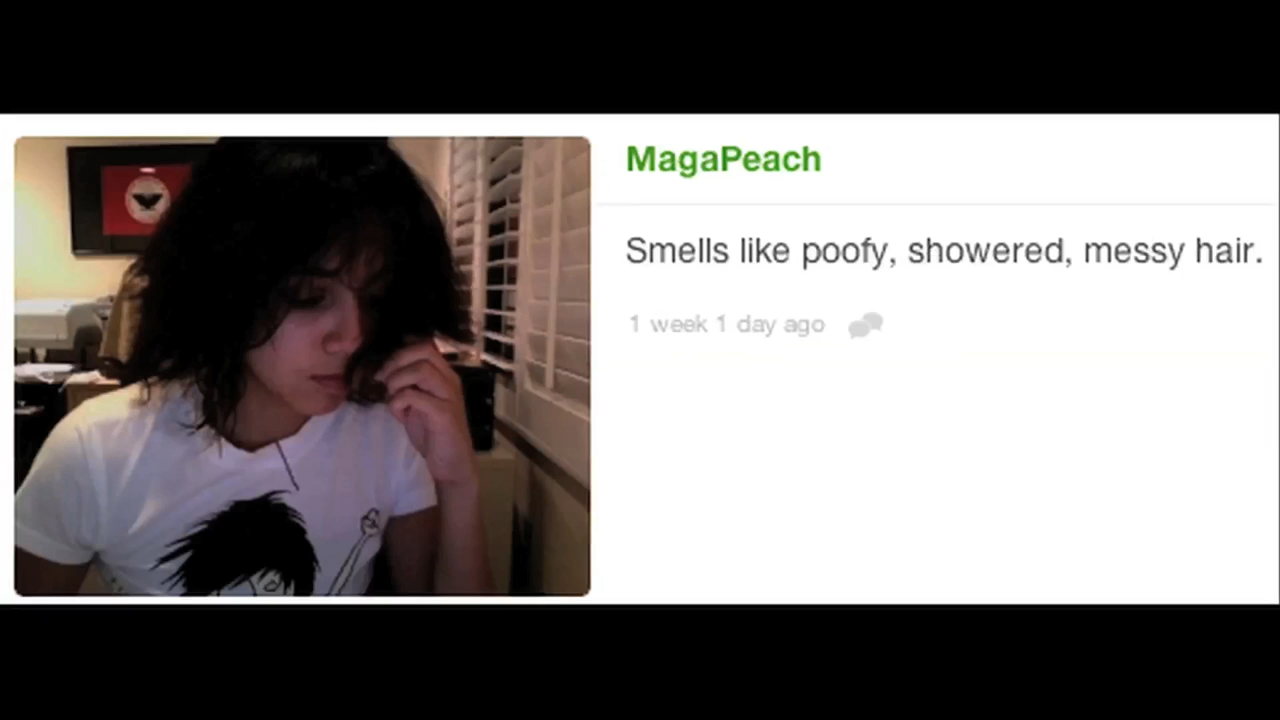 MagaPeach
Smells like poofy, showered, messy hair.
1 week 1 day ago